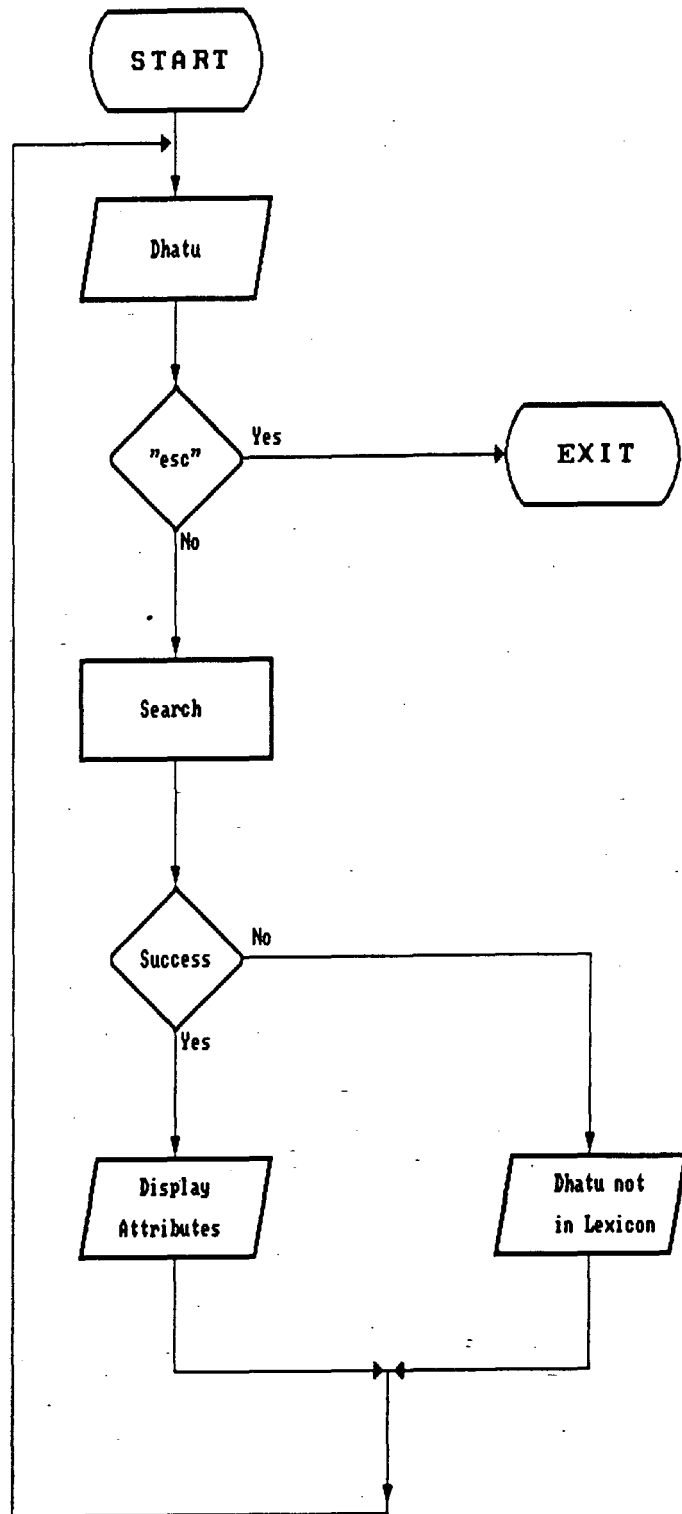 START
Dhatu
"esc"
Yes
EXIT
No
Search
Success
No
Yes
Display
Attributes
Dhatu not
in Lexicon